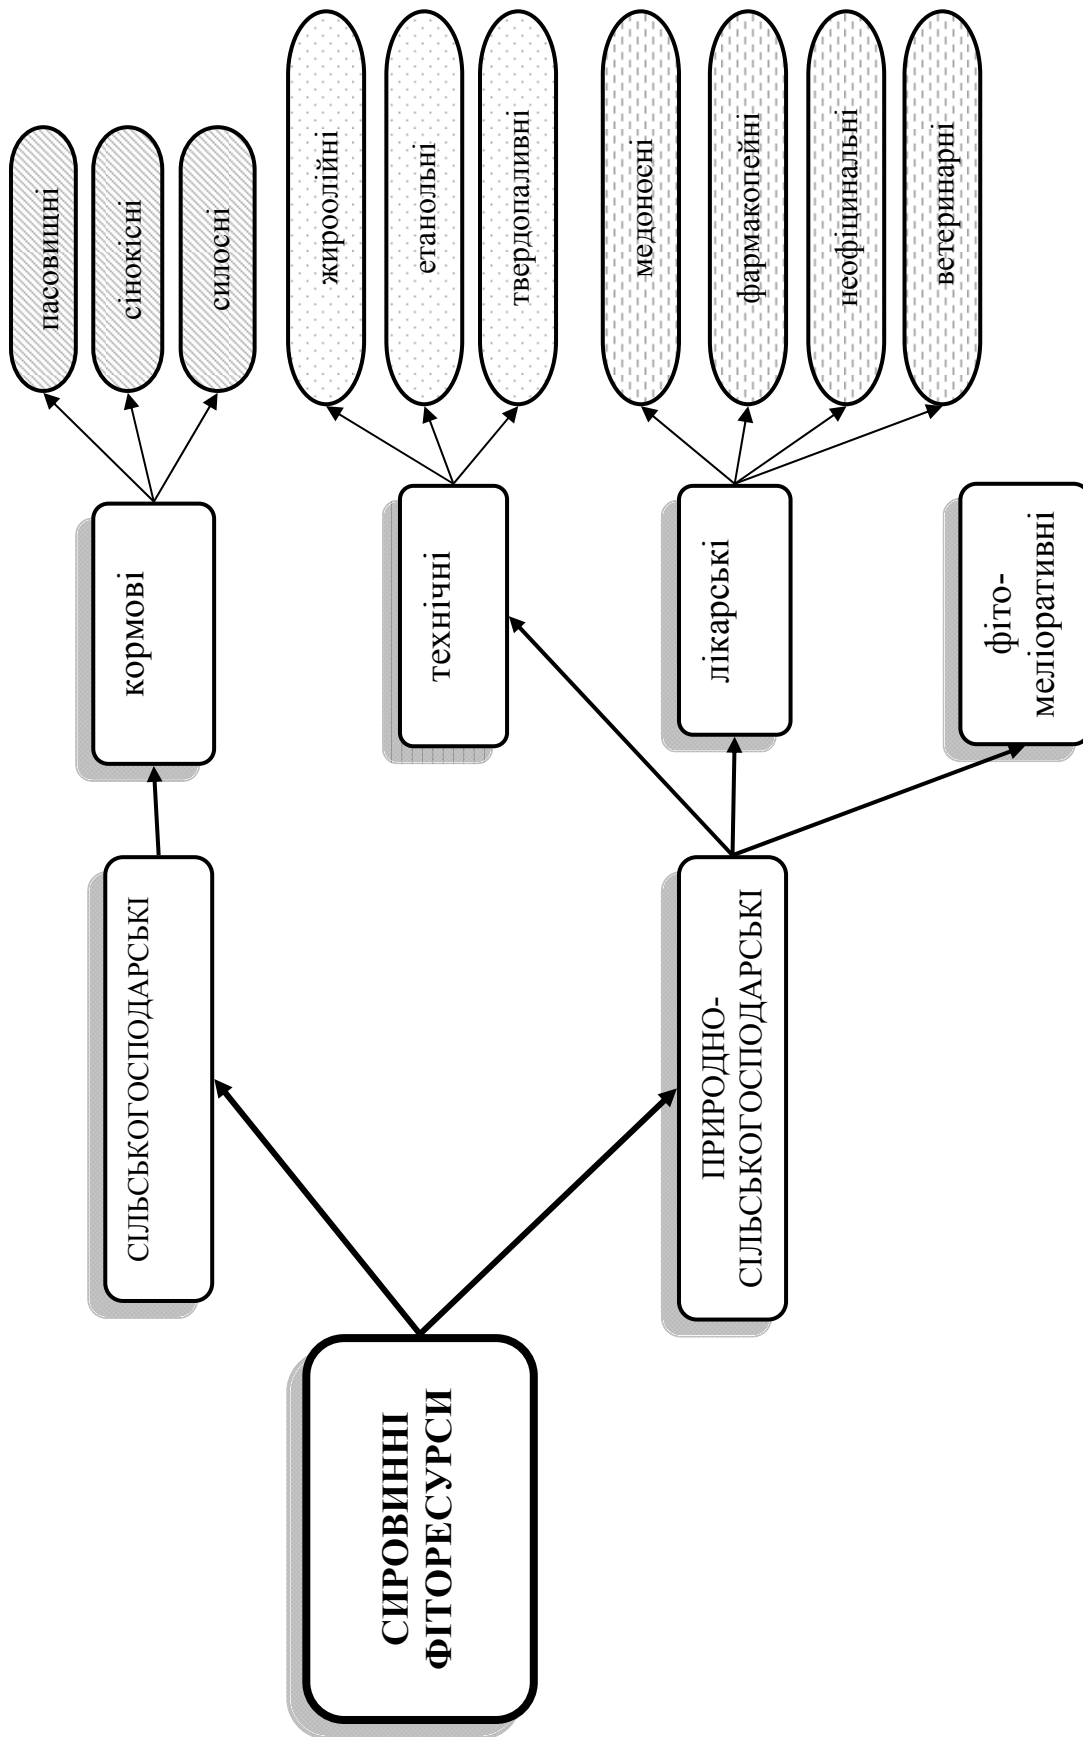 СИРОВИННІ
ФІТОРЕСУРСИ
СІЛЬСЬКОГОСПОДАРСЬКІ
ПРИРОДНО-
СІЛЬСЬКОГОСПОДАРСЬКІ
кормові
технічні
лікарські
фіто-
меліоративні
пасовищні
сінокісні
силосні
жироолійні
етанольні
твердопаливні
медоносні
фармакопейні
неофіцинальні
ветеринарні